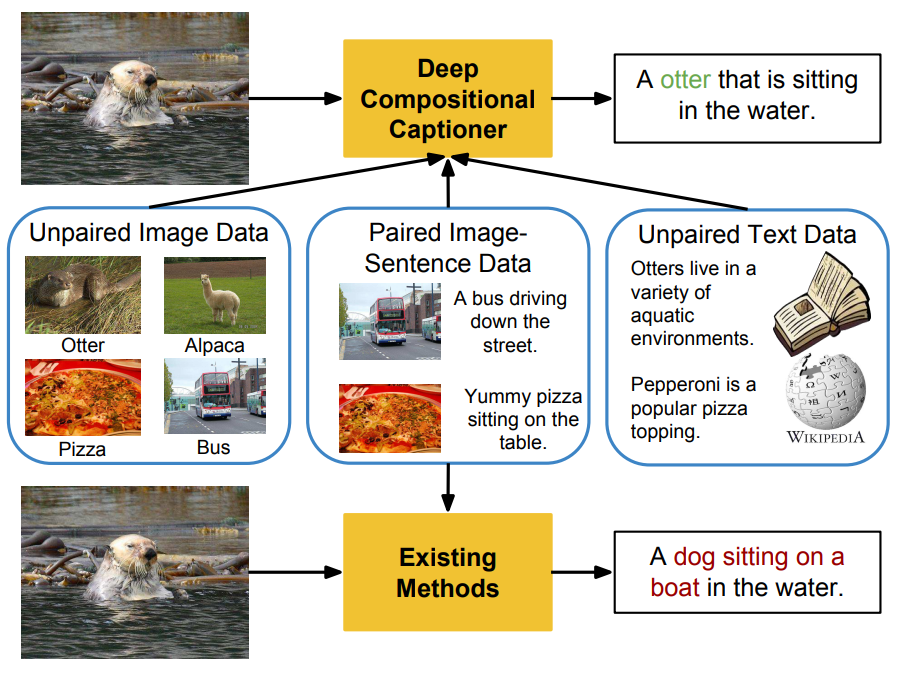 Deep
Compositional
Captioner
A otter that is sitting
in the water.
Unpaired Image Data
Otter
Alpaca
Pizza
Bus
Paired Image-
Sentence Data
A bus driving
down the
street.
Yummy pizza
sitting on the
table.
Unpaired Text Data
Otters live in a
variety of
aquatic
environments.
Pepperoni is a
popular pizza
topping.
WIKIPEDIA
Existing
Methods
A dog sitting on a
boat in the water.